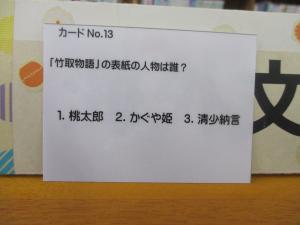 カード No.13
「竹取物語」の表紙の人物は誰？
1. 桃太郎　2. かぐや姫　3. 清少納言
文